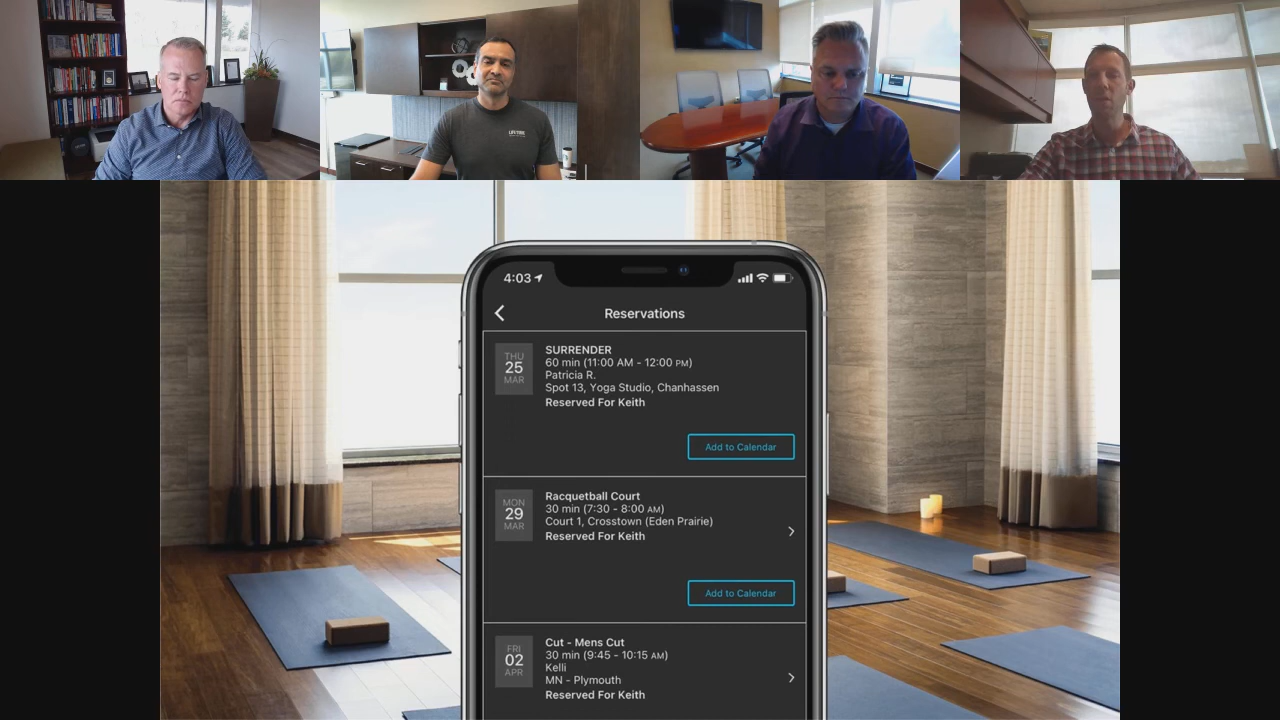 LIFETIME
4:03
Reservations
THU
25
MAR
SURRENDER
60 min (11:00 AM - 12:00 PM)
Patricia R.
Spot 13, Yoga Studio, Chanhassen
Reserved For Keith
Add to Calendar
MON
29
MAR
Racquetball Court
30 min (7:30 - 8:00 AM)
Court 1, Crosstown (Eden Prairie)
Reserved For Keith
Add to Calendar
FRI
02
APR
Cut - Mens Cut
30 min (9:45 - 10:15 AM)
Kelli
MN - Plymouth
Reserved For Keith